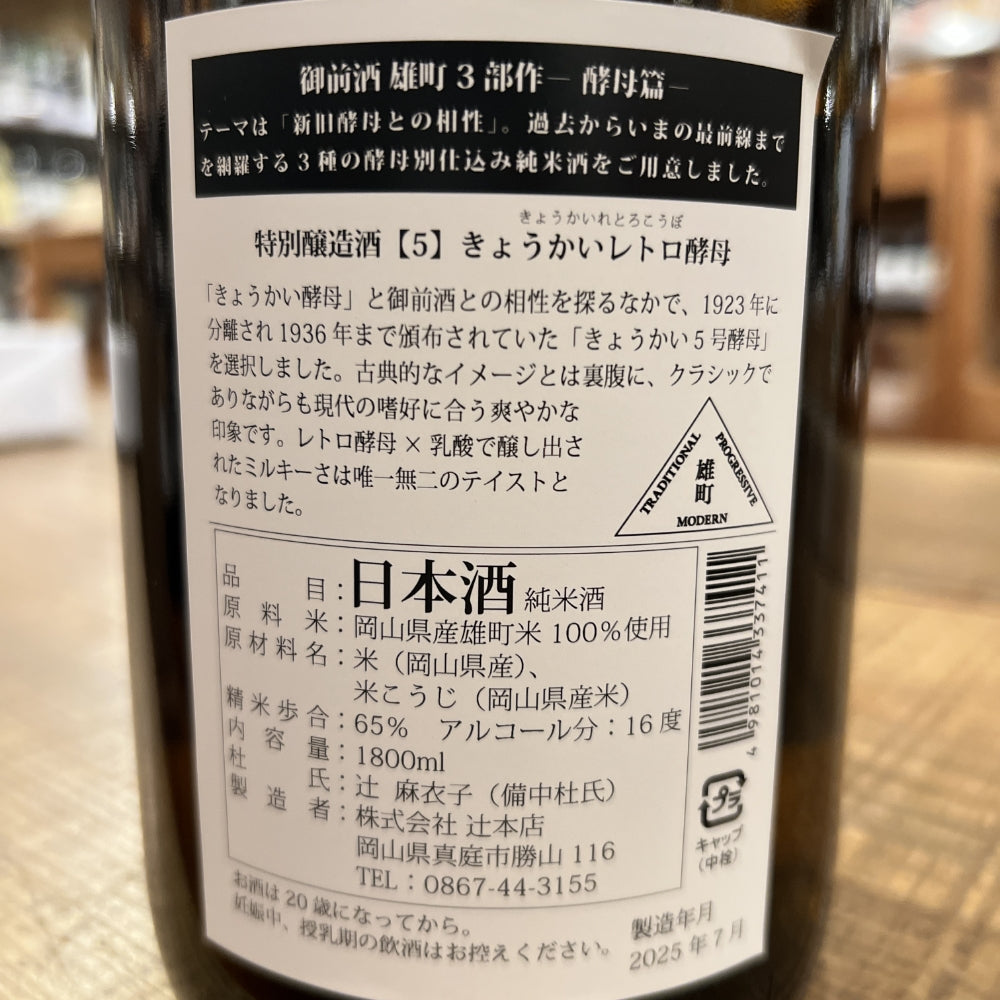 御前酒 雄町 3 部作― 酵母篇―
テーマは「新旧酵母との相性」。過去からいまの最前線まで
を網羅する 3 種の酵母別仕込み純米酒をご用意しました。
きょうかいれとろこうぼ
特別醸造酒【5】きょうかいレトロ酵母
「きょうかい酵母」と御前酒との相性を探るなかで、1923 年に
分離され 1936 年まで頒布されていた「きょうかい 5 号酵母」
を選択しました。古典的なイメージとは裏腹に、クラシックで
ありながらも現代の嗜好に合う爽やかな
印象です。レトロ酵母 × 乳酸で醸し出さ
れたミルキーさは唯一無二のテイストと
なりました。
TRADITIONAL
PROGRESSIVE
雄町
MODERN
品目：日本酒 純米酒
原料米：岡山県産雄町米 100%使用
原材料名：米（岡山県産）、
米こうじ（岡山県産米）
精米歩合：65%　アルコール分：16 度
内容量：1800ml
杜氏：辻 麻衣子（備中杜氏）
製造者：株式会社 辻本店
岡山県真庭市勝山 116
TEL：0867-44-3155
4 981014 337411
プラ
キャップ
（中栓）
お酒は 20 歳になってから。
妊娠中、授乳期の飲酒はお控えください。
製造年月
2025 年 7 月